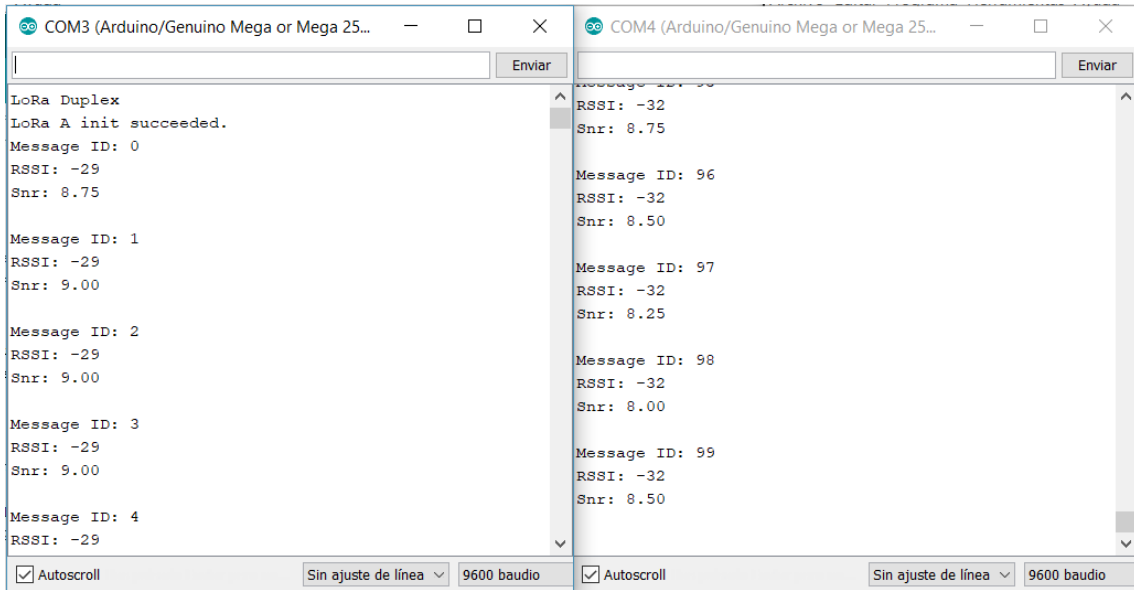 COM3 (Arduino/Genuino Mega or Mega 25...
Enviar
LoRa Duplex
LoRa A init succeeded.
Message ID: 0
RSSI: -29
Snr: 8.75
Message ID: 1
RSSI: -29
Snr: 9.00
Message ID: 2
RSSI: -29
Snr: 9.00
Message ID: 3
RSSI: -29
Snr: 9.00
Message ID: 4
RSSI: -29
Autoscroll
Sin ajuste de línea
9600 baudio
COM4 (Arduino/Genuino Mega or Mega 25...
Enviar
RSSI: -32
Snr: 8.75
Message ID: 96
RSSI: -32
Snr: 8.50
Message ID: 97
RSSI: -32
Snr: 8.25
Message ID: 98
RSSI: -32
Snr: 8.00
Message ID: 99
RSSI: -32
Snr: 8.50
Autoscroll
Sin ajuste de línea
9600 baudio